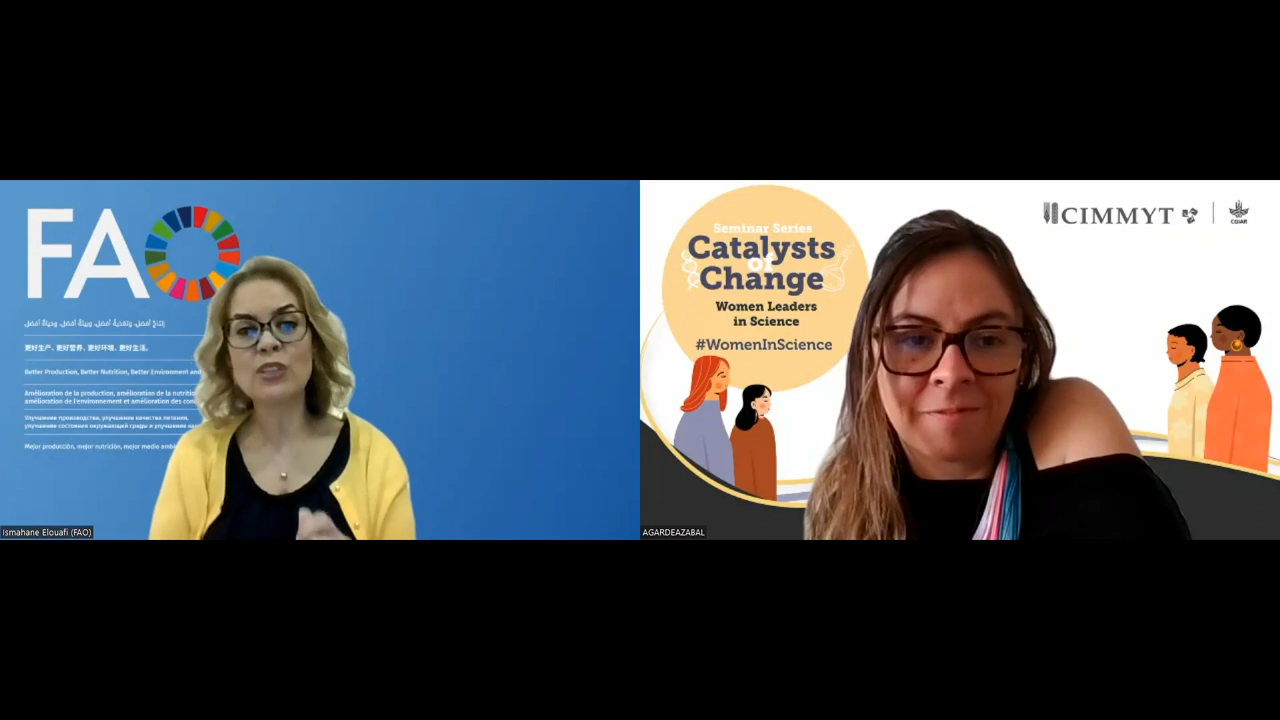 FAO
إنتاج أفضل، وتغذية أفضل، وبيئة أفضل، وحياة أفضل
更好生产、更好营养、更好环境、更好生活。
Better Production, Better Nutrition, Better Environment and
Amélioration de la production, amélioration de la nutrition
amélioration de l'environnement et amélioration des con
Улучшение производства, улучшение качества питания,
улучшение состояния окружающей среды и улучшение
Mejor producción, mejor nutrición, mejor medio ambi
Ismahane Elouafi (FAO)
Seminar Series
Catalysts
of
Change
Women Leaders
in Science
#WomenInScience
CIMMYT
CGIAR
AGARDEAZABAL